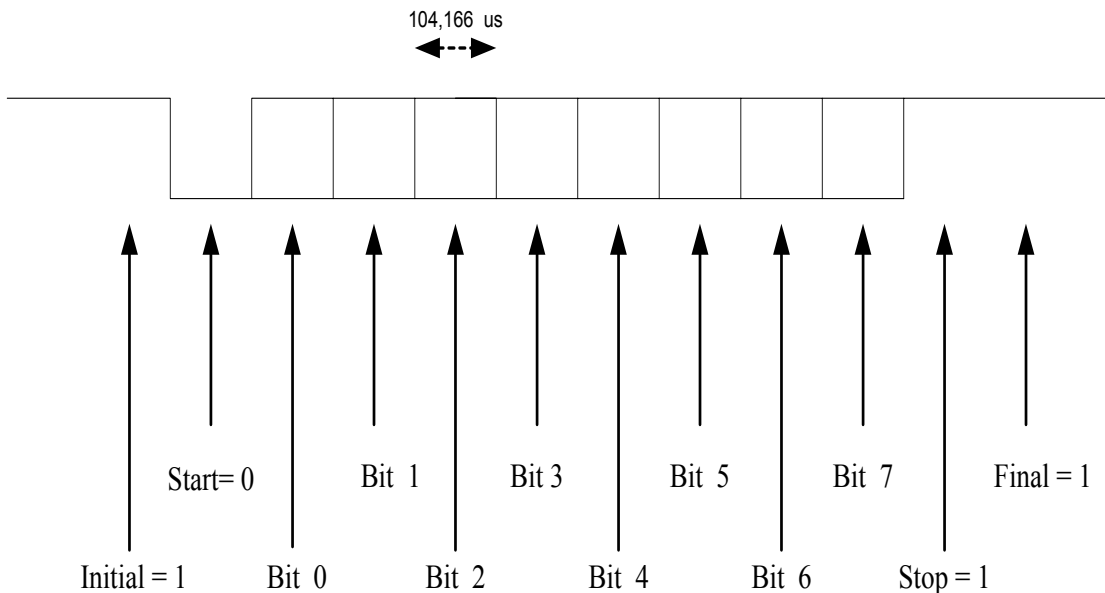 104,166 us
Start= 0
Bit 1
Bit 3
Bit 5
Bit 7
Final = 1
Initial = 1
Bit 0
Bit 2
Bit 4
Bit 6
Stop = 1